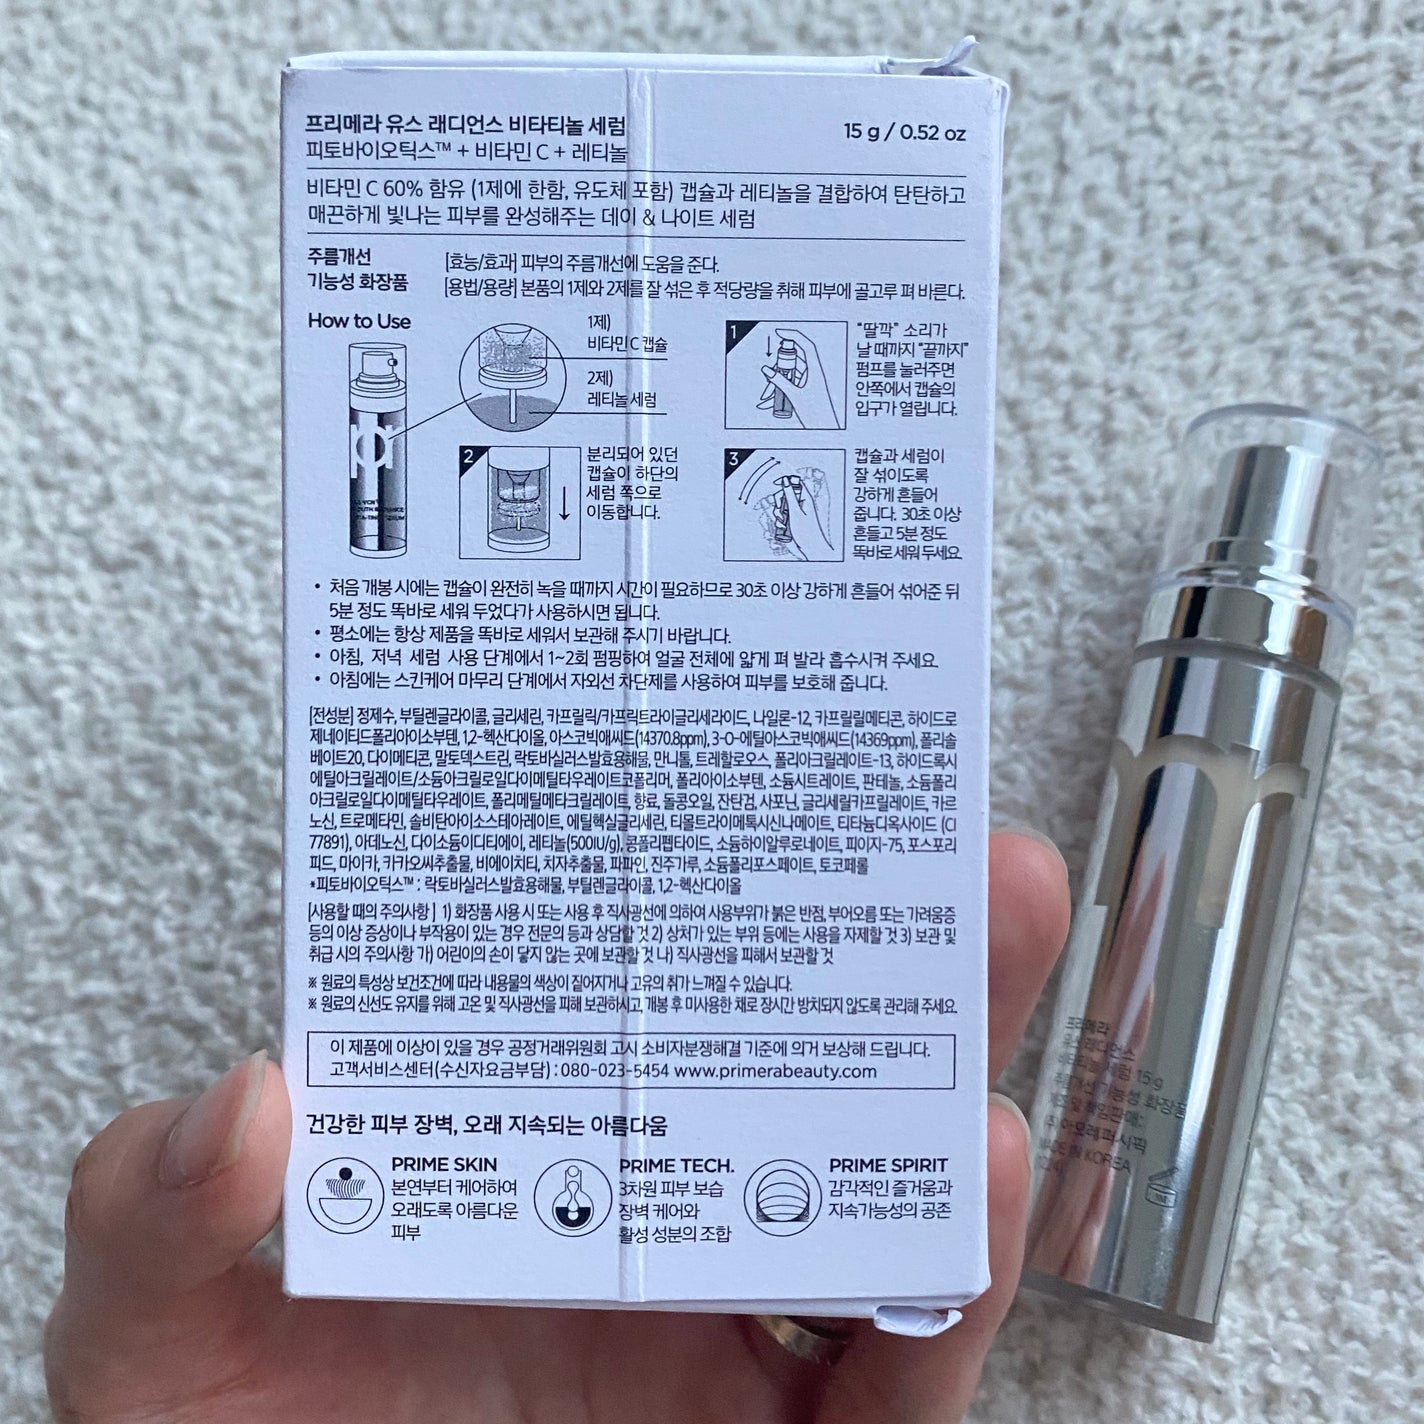 프리메라 유스 래디언스 비타티놀 세럼
피토바이오틱스™ + 비타민 C + 레티놀
15 g / 0.52 oz
비타민 C 60% 함유 (1제에 한함, 유도체 포함) 캡슐과 레티놀을 결합하여 탄탄하고
매끈하게 빛나는 피부를 완성해주는 데이 & 나이트 세럼
주름개선
기능성 화장품
[효능/효과] 피부의 주름개선에 도움을 준다.
[용법/용량] 본품의 1제와 2제를 잘 섞은 후 적당량을 취해 피부에 골고루 펴 바른다.
How to Use
1제)
비타민 C 캡슐
2제)
레티놀 세럼
1
"딸깍" 소리가
날 때까지 "끝까지"
펌프를 눌러주면
안쪽에서 캡슐의
입구가 열립니다.
2
분리되어 있던
캡슐이 하단의
세럼 쪽으로
이동합니다.
3
캡슐과 세럼이
잘 섞이도록
강하게 흔들어
줍니다. 30초 이상
흔들고 5분 정도
똑바로 세워 두세요.
• 처음 개봉 시에는 캡슐이 완전히 녹을 때까지 시간이 필요하므로 30초 이상 강하게 흔들어 섞어준 뒤
5분 정도 똑바로 세워 두었다가 사용하시면 됩니다.
• 평소에는 항상 제품을 똑바로 세워서 보관해 주시기 바랍니다.
• 아침, 저녁 세럼 사용 단계에서 1~2회 펌핑하여 얼굴 전체에 얇게 펴 발라 흡수시켜 주세요.
• 아침에는 스킨케어 마무리 단계에서 자외선 차단제를 사용하여 피부를 보호해 줍니다.
[전성분] 정제수, 부틸렌글라이콜, 글리세린, 카프릴릭/카프릭트라이글리세라이드, 나일론-12, 카프릴릴메티콘, 하이드로
제네이티드폴리아이소부텐, 1,2-헥산다이올, 아스코빅애씨드(14370.8ppm), 3-O-에틸아스코빅애씨드(14369ppm), 폴리솔
베이트20, 다이메티콘, 말토덱스트린, 락토바실러스발효용해물, 만니톨, 트레할로오스, 폴리아크릴레이트-13, 하이드록시
에틸아크릴레이트/소듐아크릴로일다이메틸타우레이트코폴리머, 폴리아이소부텐, 소듐시트레이트, 판테놀, 소듐폴리
아크릴로일다이메틸타우레이트, 폴리메틸메타크릴레이트, 향료, 돌콩오일, 잔탄검, 사포닌, 글리세릴카프릴레이트, 카르
노신, 트로메타민, 솔비탄아이소스테아레이트, 에틸헥실글리세린, 티몰트라이메톡시신나메이트, 티타늄디옥사이드 (CI
77891), 아데노신, 다이소듐이디티에이, 레티놀(500IU/g), 콩폴리펩타이드, 소듐하이알루로네이트, 피이지-75, 포스포리
피드, 마이카, 카카오씨추출물, 비에이치티, 치자추출물, 파파인, 진주가루, 소듐폴리포스페이트, 토코페롤
*피토바이오틱스™ : 락토바실러스발효용해물, 부틸렌글라이콜, 1,2-헥산다이올
[사용할 때의 주의사항] 1) 화장품 사용 시 또는 사용 후 직사광선에 의하여 사용부위가 붉은 반점, 부어오름 또는 가려움증
등의 이상 증상이나 부작용이 있는 경우 전문의 등과 상담할 것 2) 상처가 있는 부위 등에는 사용을 자제할 것 3) 보관 및
취급 시의 주의사항 가) 어린이의 손이 닿지 않는 곳에 보관할 것 나) 직사광선을 피해서 보관할 것
※ 원료의 특성상 보건조건에 따라 내용물의 색상이 짙어지거나 고유의 취가 느껴질 수 있습니다.
※ 원료의 신선도 유지를 위해 고온 및 직사광선을 피해 보관하시고, 개봉 후 미사용한 채로 장시간 방치되지 않도록 관리해 주세요.
이 제품에 이상이 있을 경우 공정거래위원회 고시 소비자분쟁해결 기준에 의거 보상해 드립니다.
고객서비스센터(수신자요금부담) : 080-023-5454 www.primerabeauty.com
건강한 피부 장벽, 오래 지속되는 아름다움
PRIME SKIN
본연부터 케어하여
오래도록 아름다운
피부
PRIME TECH.
3차원 피부 보습
장벽 케어와
활성 성분의 조합
PRIME SPIRIT
감각적인 즐거움과
지속가능성의 공존
프리메라
유스 래디언스
비타티놀 세럼 15 g
주름개선 기능성 화장품
제조 및 책임판매:
(주)아모레퍼시픽
MADE IN KOREA